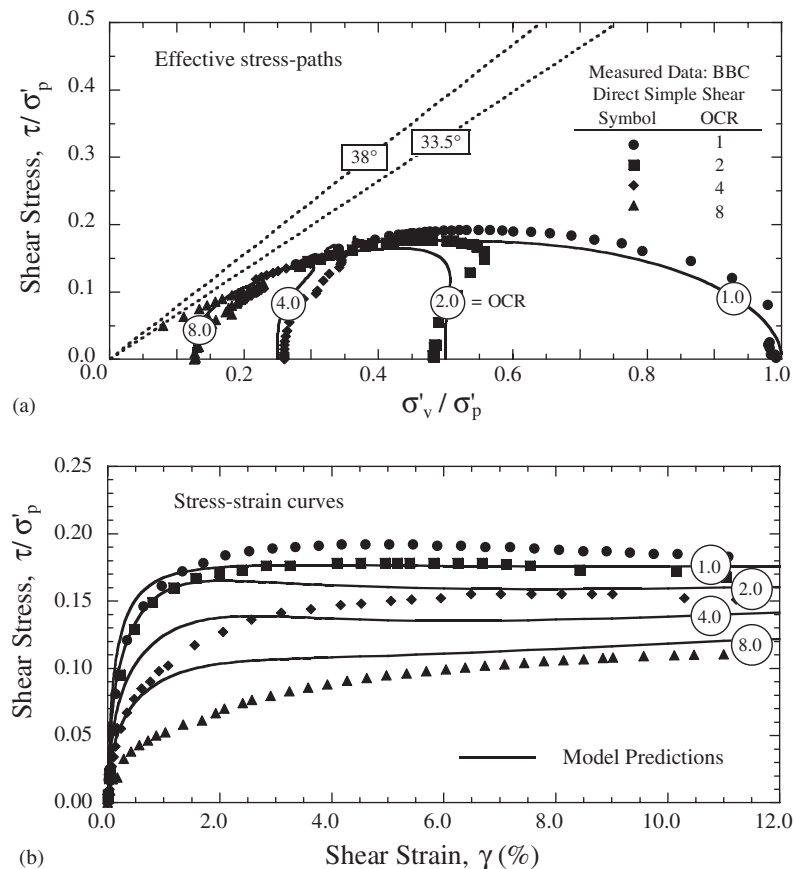 Effective stress-paths
Measured Data: BBC
Direct Simple Shear
Symbol OCR
1
2
4
8
38°
33.5°
8.0
4.0
2.0 = OCR
1.0
0.5
0.4
0.3
0.2
0.1
0.0
0.0 0.2 0.4 0.6 0.8 1.0
Shear Stress, τ/σ'p
σ'v / σ'p
(a)
Stress-strain curves
0.25
0.20
0.15
0.10
0.05
0.00
1.0
2.0
4.0
8.0
Model Predictions
0.0 2.0 4.0 6.0 8.0 10.0 12.0
Shear Stress, τ/σ'p
Shear Strain, γ (%)
(b)